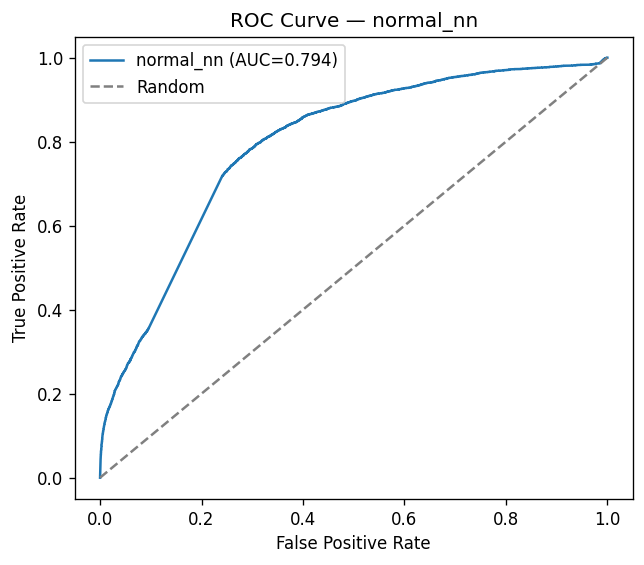 ROC Curve — normal_nn
normal_nn (AUC=0.794)
Random
True Positive Rate
1.0
0.8
0.6
0.4
0.2
0.0
0.0 0.2 0.4 0.6 0.8 1.0
False Positive Rate